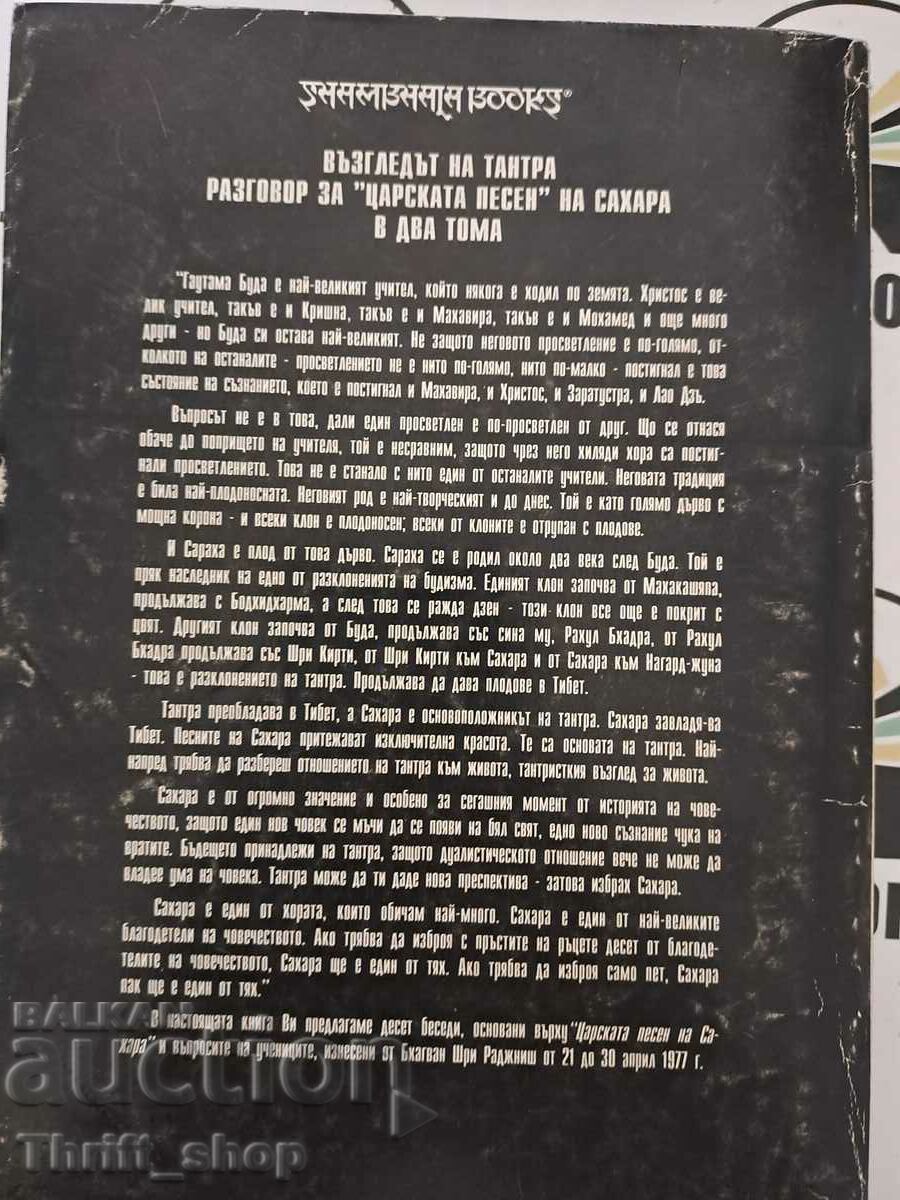 BOOKS®
ВЪЗГЛЕДЪТ НА ТАНТРА
РАЗГОВОР ЗА "ЦАРСКАТА ПЕСЕН" НА САХАРА
В ДВА ТОМА
"Гаутама Буда е най-великият учител, който някога е ходил по земята. Христос е ве-
лик учител, такъв е и Кришна, такъв е и Махавира, такъв е и Мохамед и още много
други - но Буда си остава най-великият. Не защото неговото просветление е по-голямо, от-
колкото на останалите - просветлението не е нито по-голямо, нито по-малко - постигнал е това
състояние на съзнанието, което е постигнал и Махавира, и Христос, и Заратустра, и Лао Дзъ.
Въпросът не е в това, дали един просветлен е по-просветлен от друг. Що се отнася
обаче до попрището на учителя, той е несравним, защото чрез него хиляди хора са постиг-
нали просветлението. Това не е станало с нито един от останалите учители. Неговата традиция
е била най-плодоносната. Неговият род е най-творческият и до днес. Той е като голямо дърво с
мощна корона - и всеки клон е плодоносен; всеки от клоните е отрупан с плодове.
И Сараха е плод от това дърво. Сараха се е родил около два века след Буда. Той е
пряк наследник на едно от разклоненията на будизма. Единият клон започва от Махакашяпа,
продължава с Бодхидхарма, а след това се ражда дзен - този клон все още е покрит с
цвят. Другият клон започва от Буда, продължава със сина му, Рахул Бхадра, от Рахул
Бхадра продължава със Шри Кирти, от Шри Кирти към Сахара и от Сахара към Нагард-жуна
- това е разклонението на тантра. Продължава да дава плодове в Тибет.
Тантра преобладава в Тибет, а Сахара е основоположникът на тантра. Сахара завладя-ва
Тибет. Песните на Сахара притежават изключителна красота. Те са основата на тантра. Най-
напред трябва да разбереш отношението на тантра към живота, тантристкия възглед за живота.
Сахара е от огромно значение и особено за сегашния момент от историята на чове-
чеството, защото един нов човек се мъчи да се появи на бял свят, едно ново съзнание чука на
вратите. Бъдещето принадлежи на тантра, защото дуалистическото отношение вече не може да
владее ума на човека. Тантра може да ти даде нова преспектива - затова избрах Сахара.
Сахара е един от хората, които обичам най-много. Сахара е един от най-великите
благодетели на човечеството. Ако трябва да изброя с пръстите на ръцете десет от благоде-
телите на човечеството, Сахара ще е един от тях. Ако трябва да изброя само пет, Сахара
пак ще е един от тях."
в настоящата книга Ви предлагаме десет беседи, основани върху "Царската песен на Са-
хара" и въпросите на учениците, изнесени от Бхагван Шри Раджниш от 21 до 30 април 1977 г.
BALKAN
auction
Thrift_shop